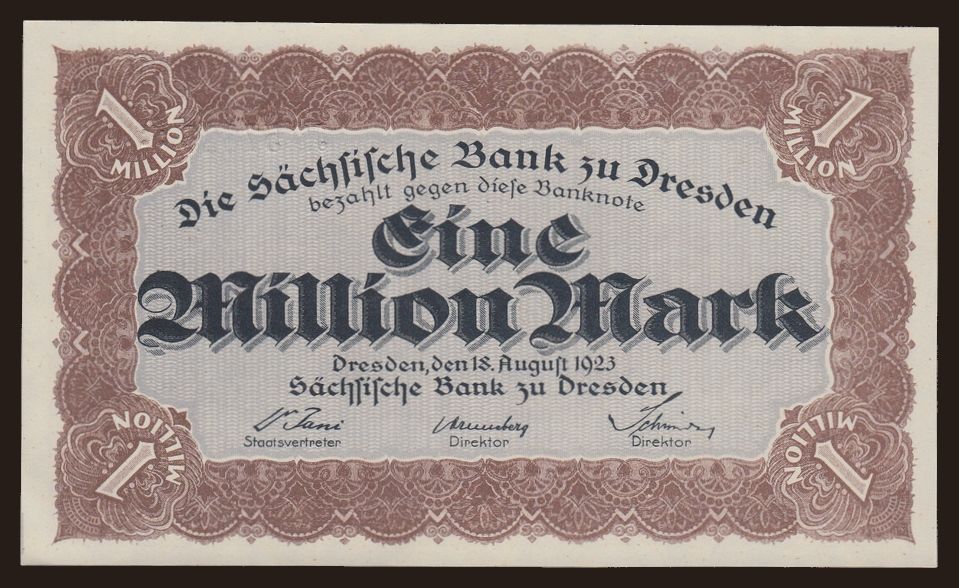 1 MILLION
1 MILLION
Die Sächsische Bank zu Dresden
bezahlt gegen diese Banknote
Eine
Million Mark
Dresden, den 18. August 1923
Sächsische Bank zu Dresden
Staatsvertreter Direktor Direktor
1 MILLION
1 MILLION